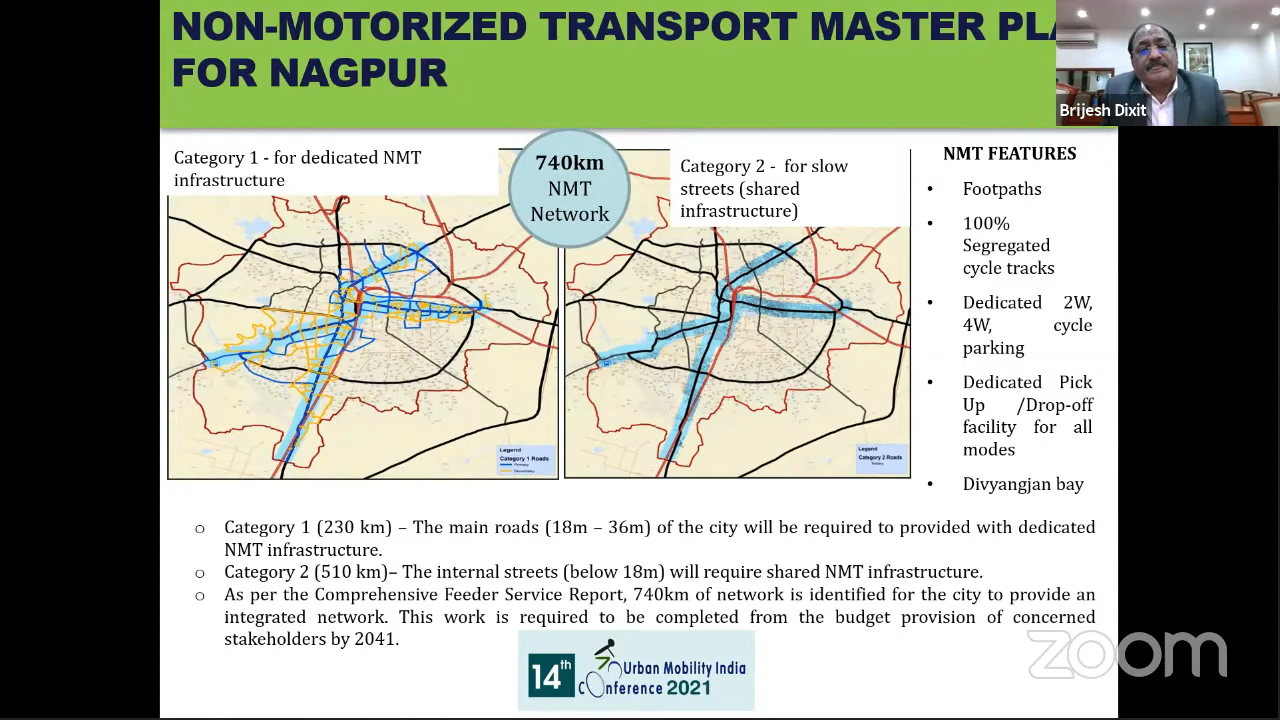 NON-MOTORIZED TRANSPORT MASTER PLA
FOR NAGPUR
Brijesh Dixit
Category 1 - for dedicated NMT
infrastructure
740km
NMT
Network
Category 2 - for slow
streets (shared
infrastructure)
Legend
Category 1 Roads
Primary
Secondary
Legend
Category 2 Roads
Tertiary
NMT FEATURES
• Footpaths
• 100%
Segregated
cycle tracks
• Dedicated 2W,
4W, cycle
parking
• Dedicated Pick
Up /Drop-off
facility for all
modes
• Divyangjan bay
o Category 1 (230 km) – The main roads (18m – 36m) of the city will be required to provided with dedicated
NMT infrastructure.
o Category 2 (510 km)– The internal streets (below 18m) will require shared NMT infrastructure.
o As per the Comprehensive Feeder Service Report, 740km of network is identified for the city to provide an
integrated network. This work is required to be completed from the budget provision of concerned
stakeholders by 2041.
14th Urban Mobility India
Conference 2021
zoom